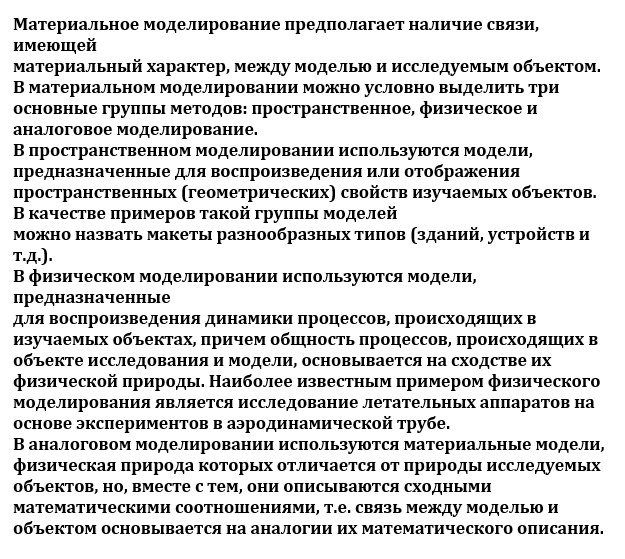 Материальное моделирование предполагает наличие связи,
имеющей
материальный характер, между моделью и исследуемым объектом.
В материальном моделировании можно условно выделить три
основные группы методов: пространственное, физическое и
аналоговое моделирование.
В пространственном моделировании используются модели,
предназначенные для воспроизведения или отображения
пространственных (геометрических) свойств изучаемых объектов.
В качестве примеров такой группы моделей
можно назвать макеты разнообразных типов (зданий, устройств и
т.д.).
В физическом моделировании используются модели,
предназначенные
для воспроизведения динамики процессов, происходящих в
изучаемых объектах, причем общность процессов, происходящих в
объекте исследования и модели, основывается на сходстве их
физической природы. Наиболее известным примером физического
моделирования является исследование летательных аппаратов на
основе экспериментов в аэродинамической трубе.
В аналоговом моделировании используются материальные модели,
физическая природа которых отличается от природы исследуемых
объектов, но, вместе с тем, они описываются сходными
математическими соотношениями, т.е. связь между моделью и
объектом основывается на аналогии их математического описания.